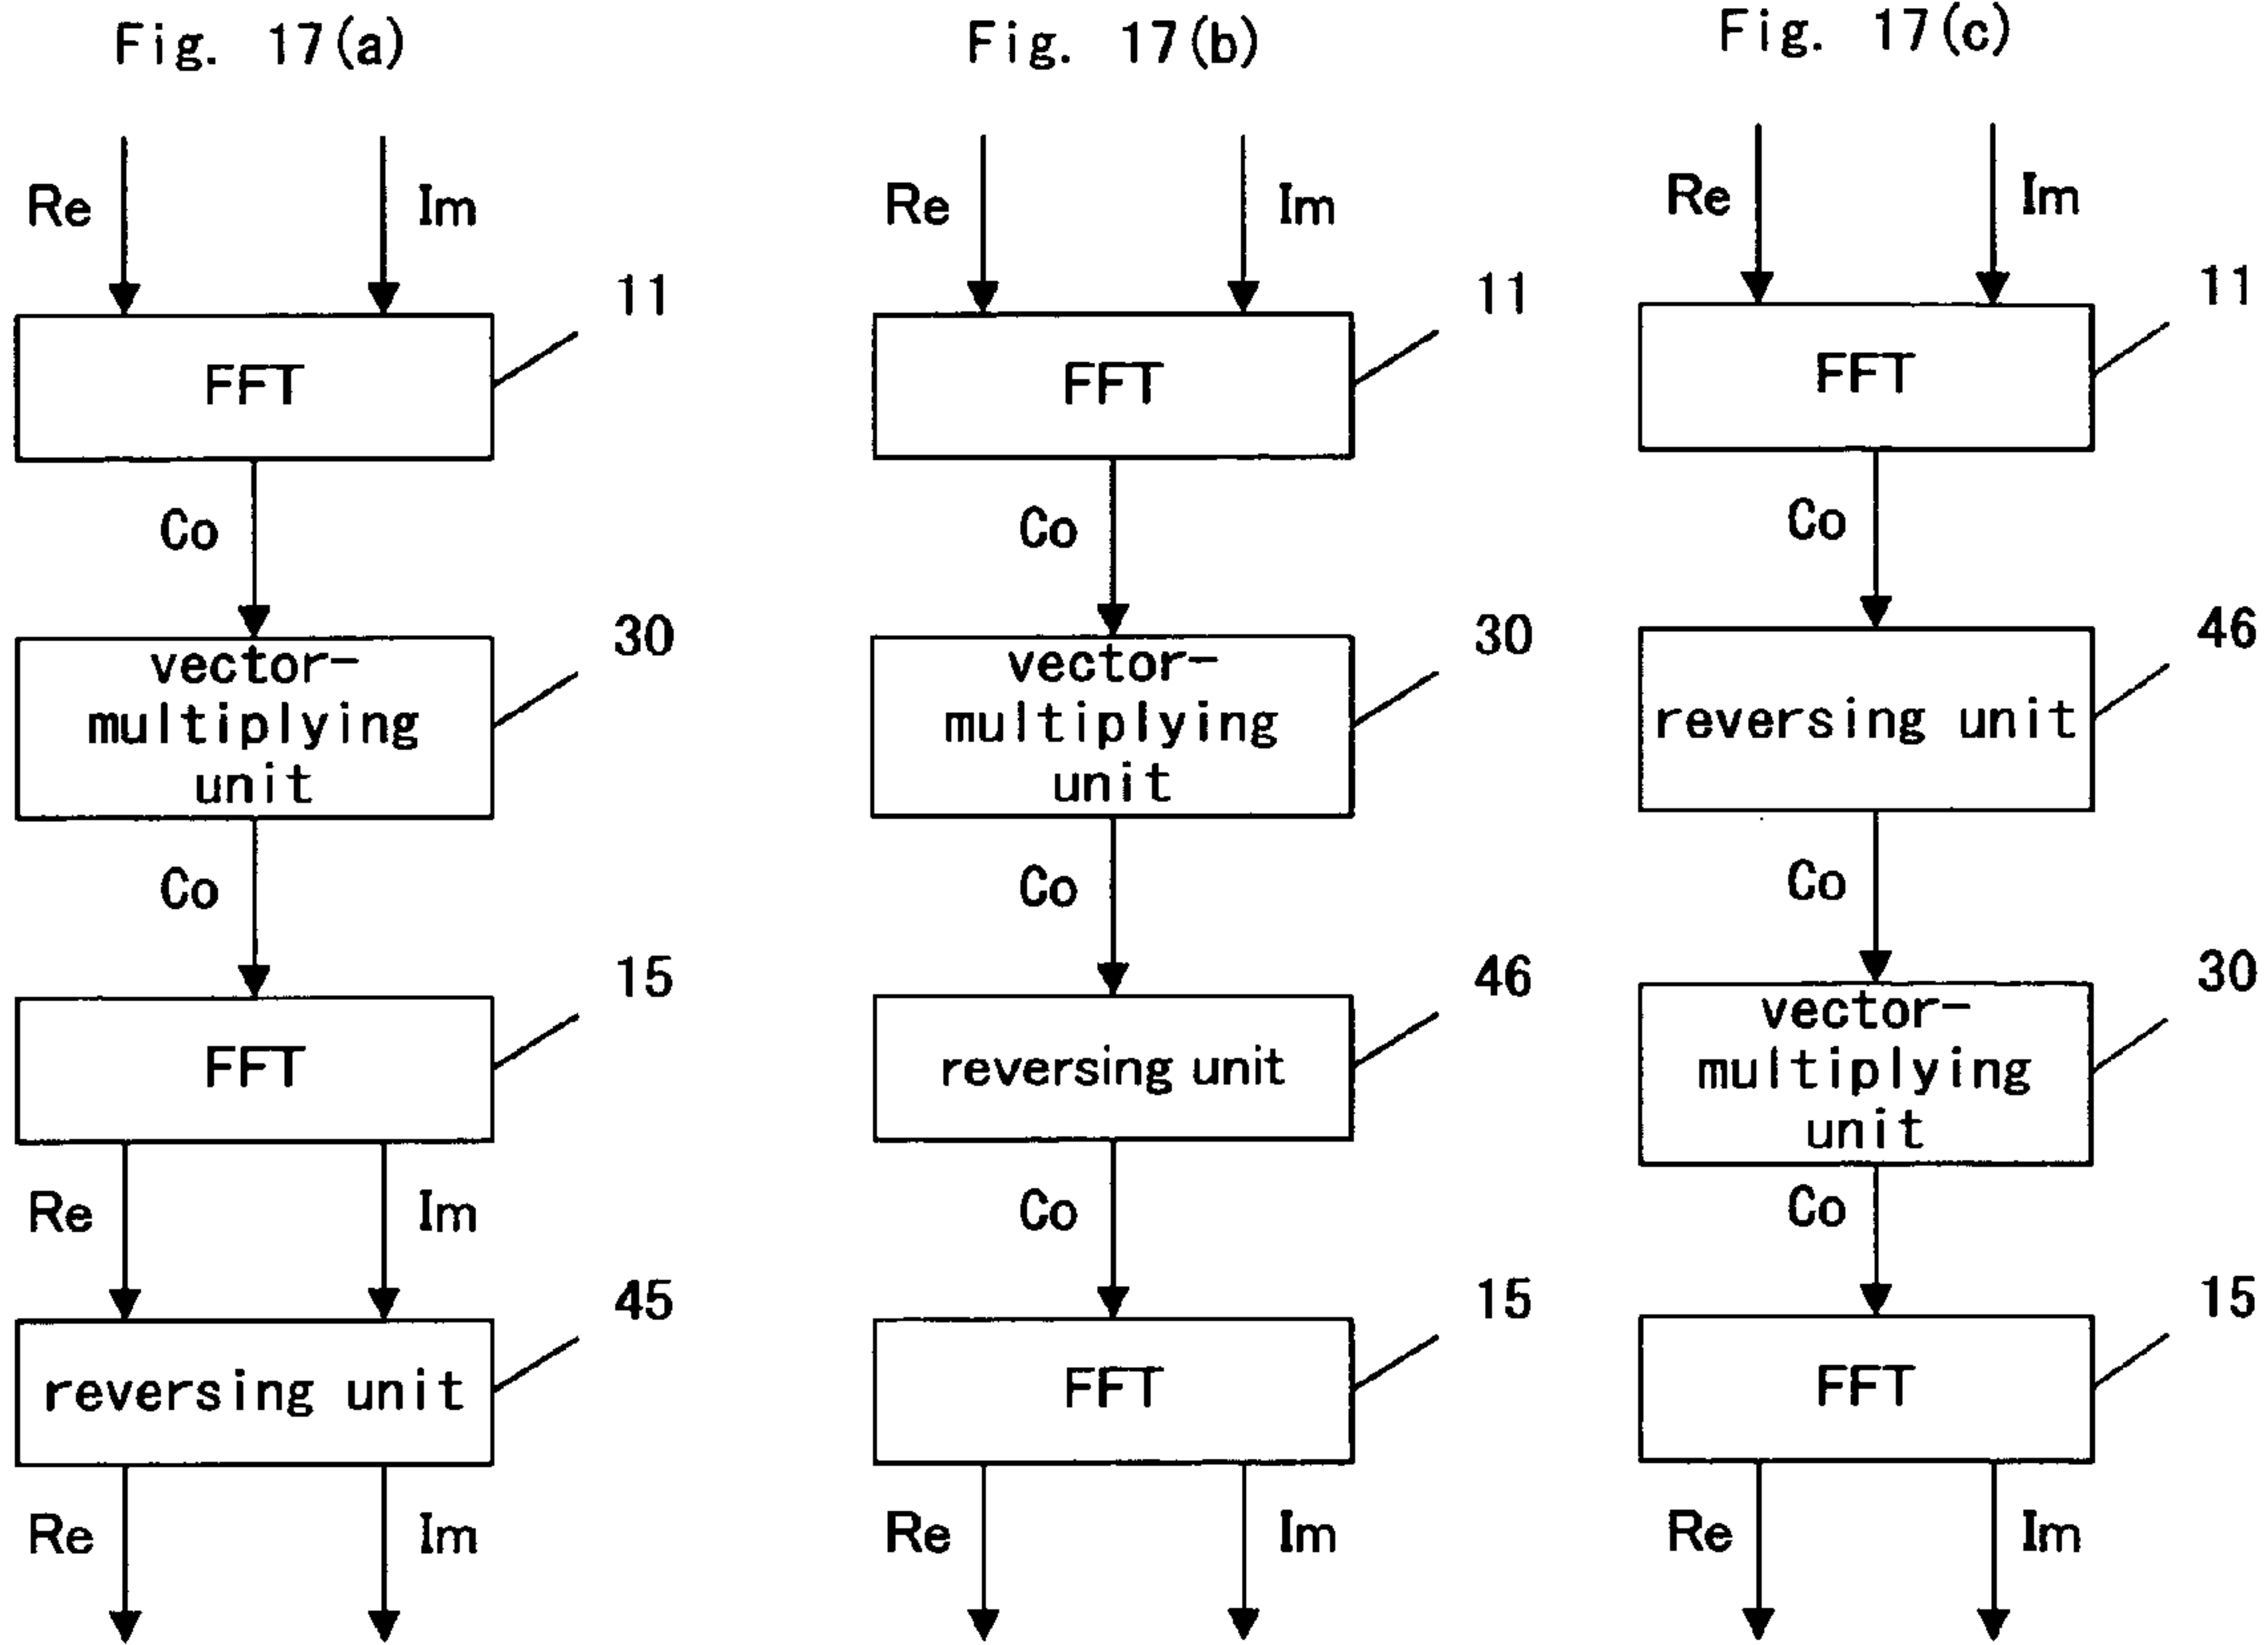 Fig. 17(a)
Re
Im
11
FFT
Co
30
vector-
multiplying
unit
Co
15
FFT
Re
Im
45
reversing unit
Re
Im
Fig. 17(b)
Re
Im
11
FFT
Co
30
vector-
multiplying
unit
Co
46
reversing unit
Co
15
FFT
Re
Im
Fig. 17(c)
Re
Im
11
FFT
Co
46
reversing unit
Co
30
vector-
multiplying
unit
Co
15
FFT
Re
Im